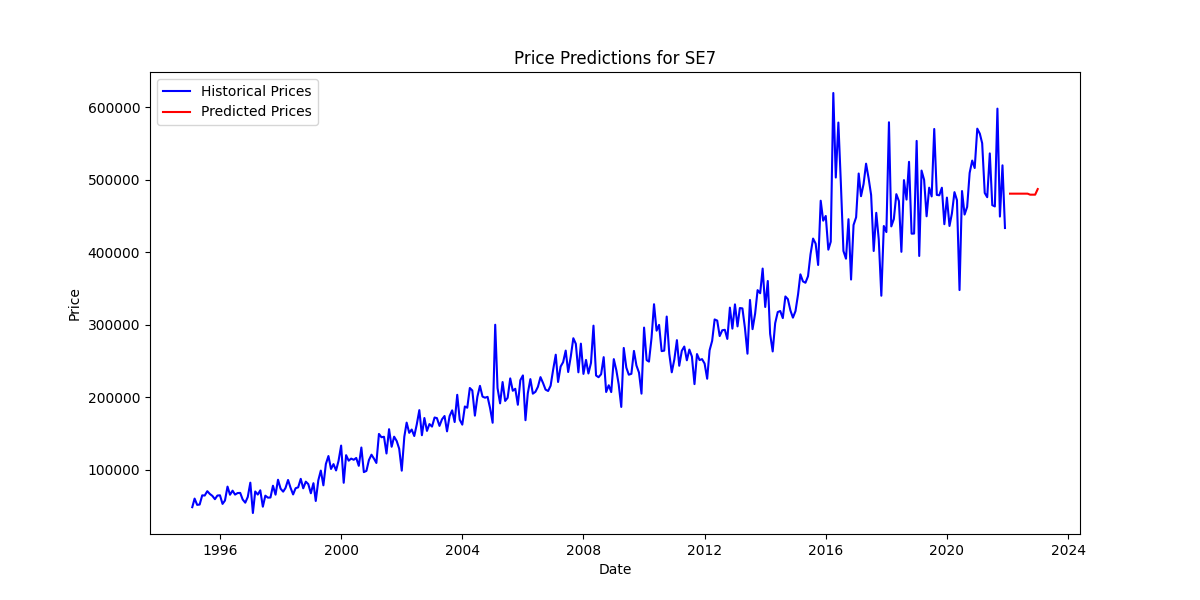 Price Predictions for SE7
Historical Prices
Predicted Prices
600000
500000
400000
300000
200000
100000
Price
1996 2000 2004 2008 2012 2016 2020 2024
Date